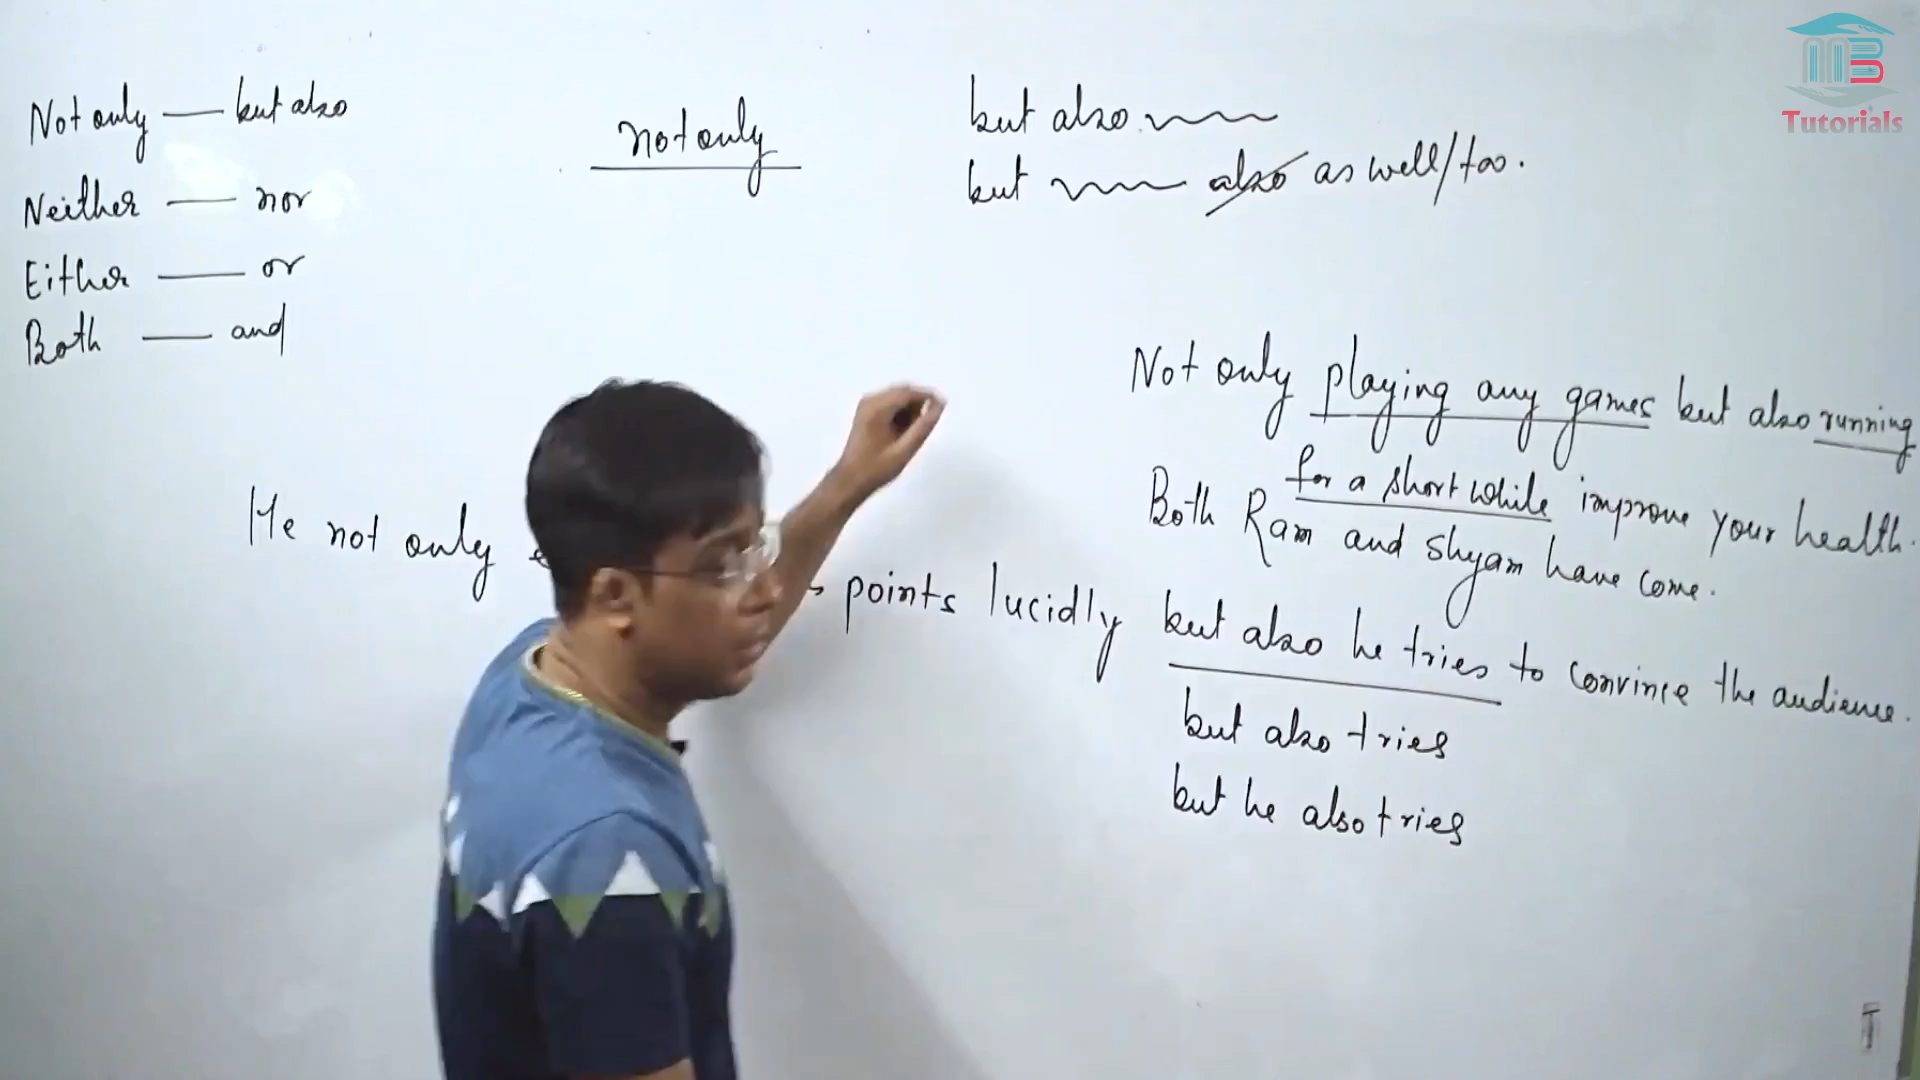 Not only — but also
Neither — nor
Either — or
Both — and
not only
but also
but also as well/too.
Not only playing any games but also running
for a short while improve your health.
Both Ram and Shyam have come.
He not only points lucidly but also he tries to convince the audience.
but also tries
but he also tries
MB
Tutorials